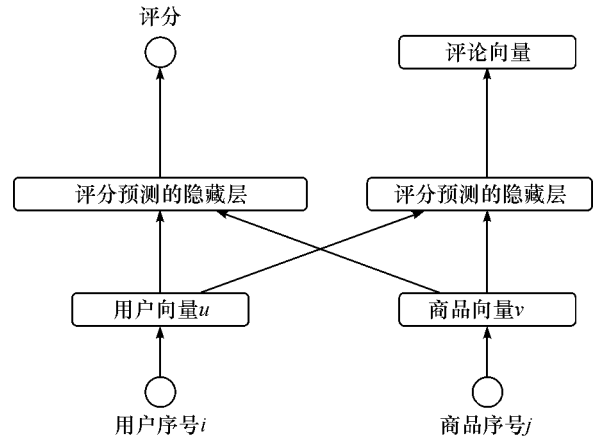 评分
评论向量
评分预测的隐藏层
评分预测的隐藏层
用户向量u
商品向量v
用户序号i
商品序号j